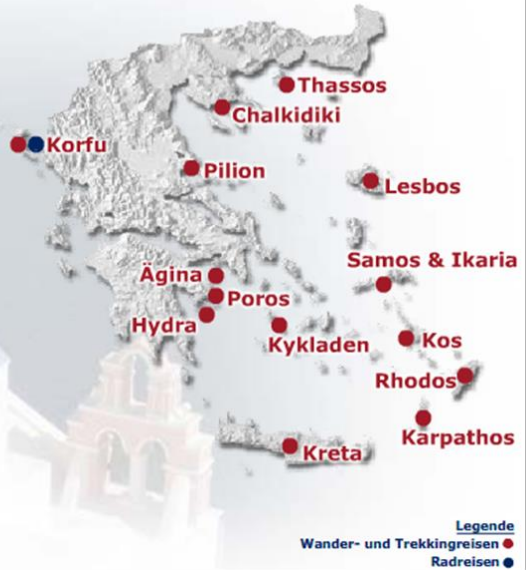 Thassos
Chalkidiki
Korfu
Pilion
Lesbos
Samos & Ikaria
Ägina
Poros
Hydra
Kykladen
Kos
Rhodos
Karpathos
Kreta
Legende
Wander- und Trekkingreisen
Radreisen